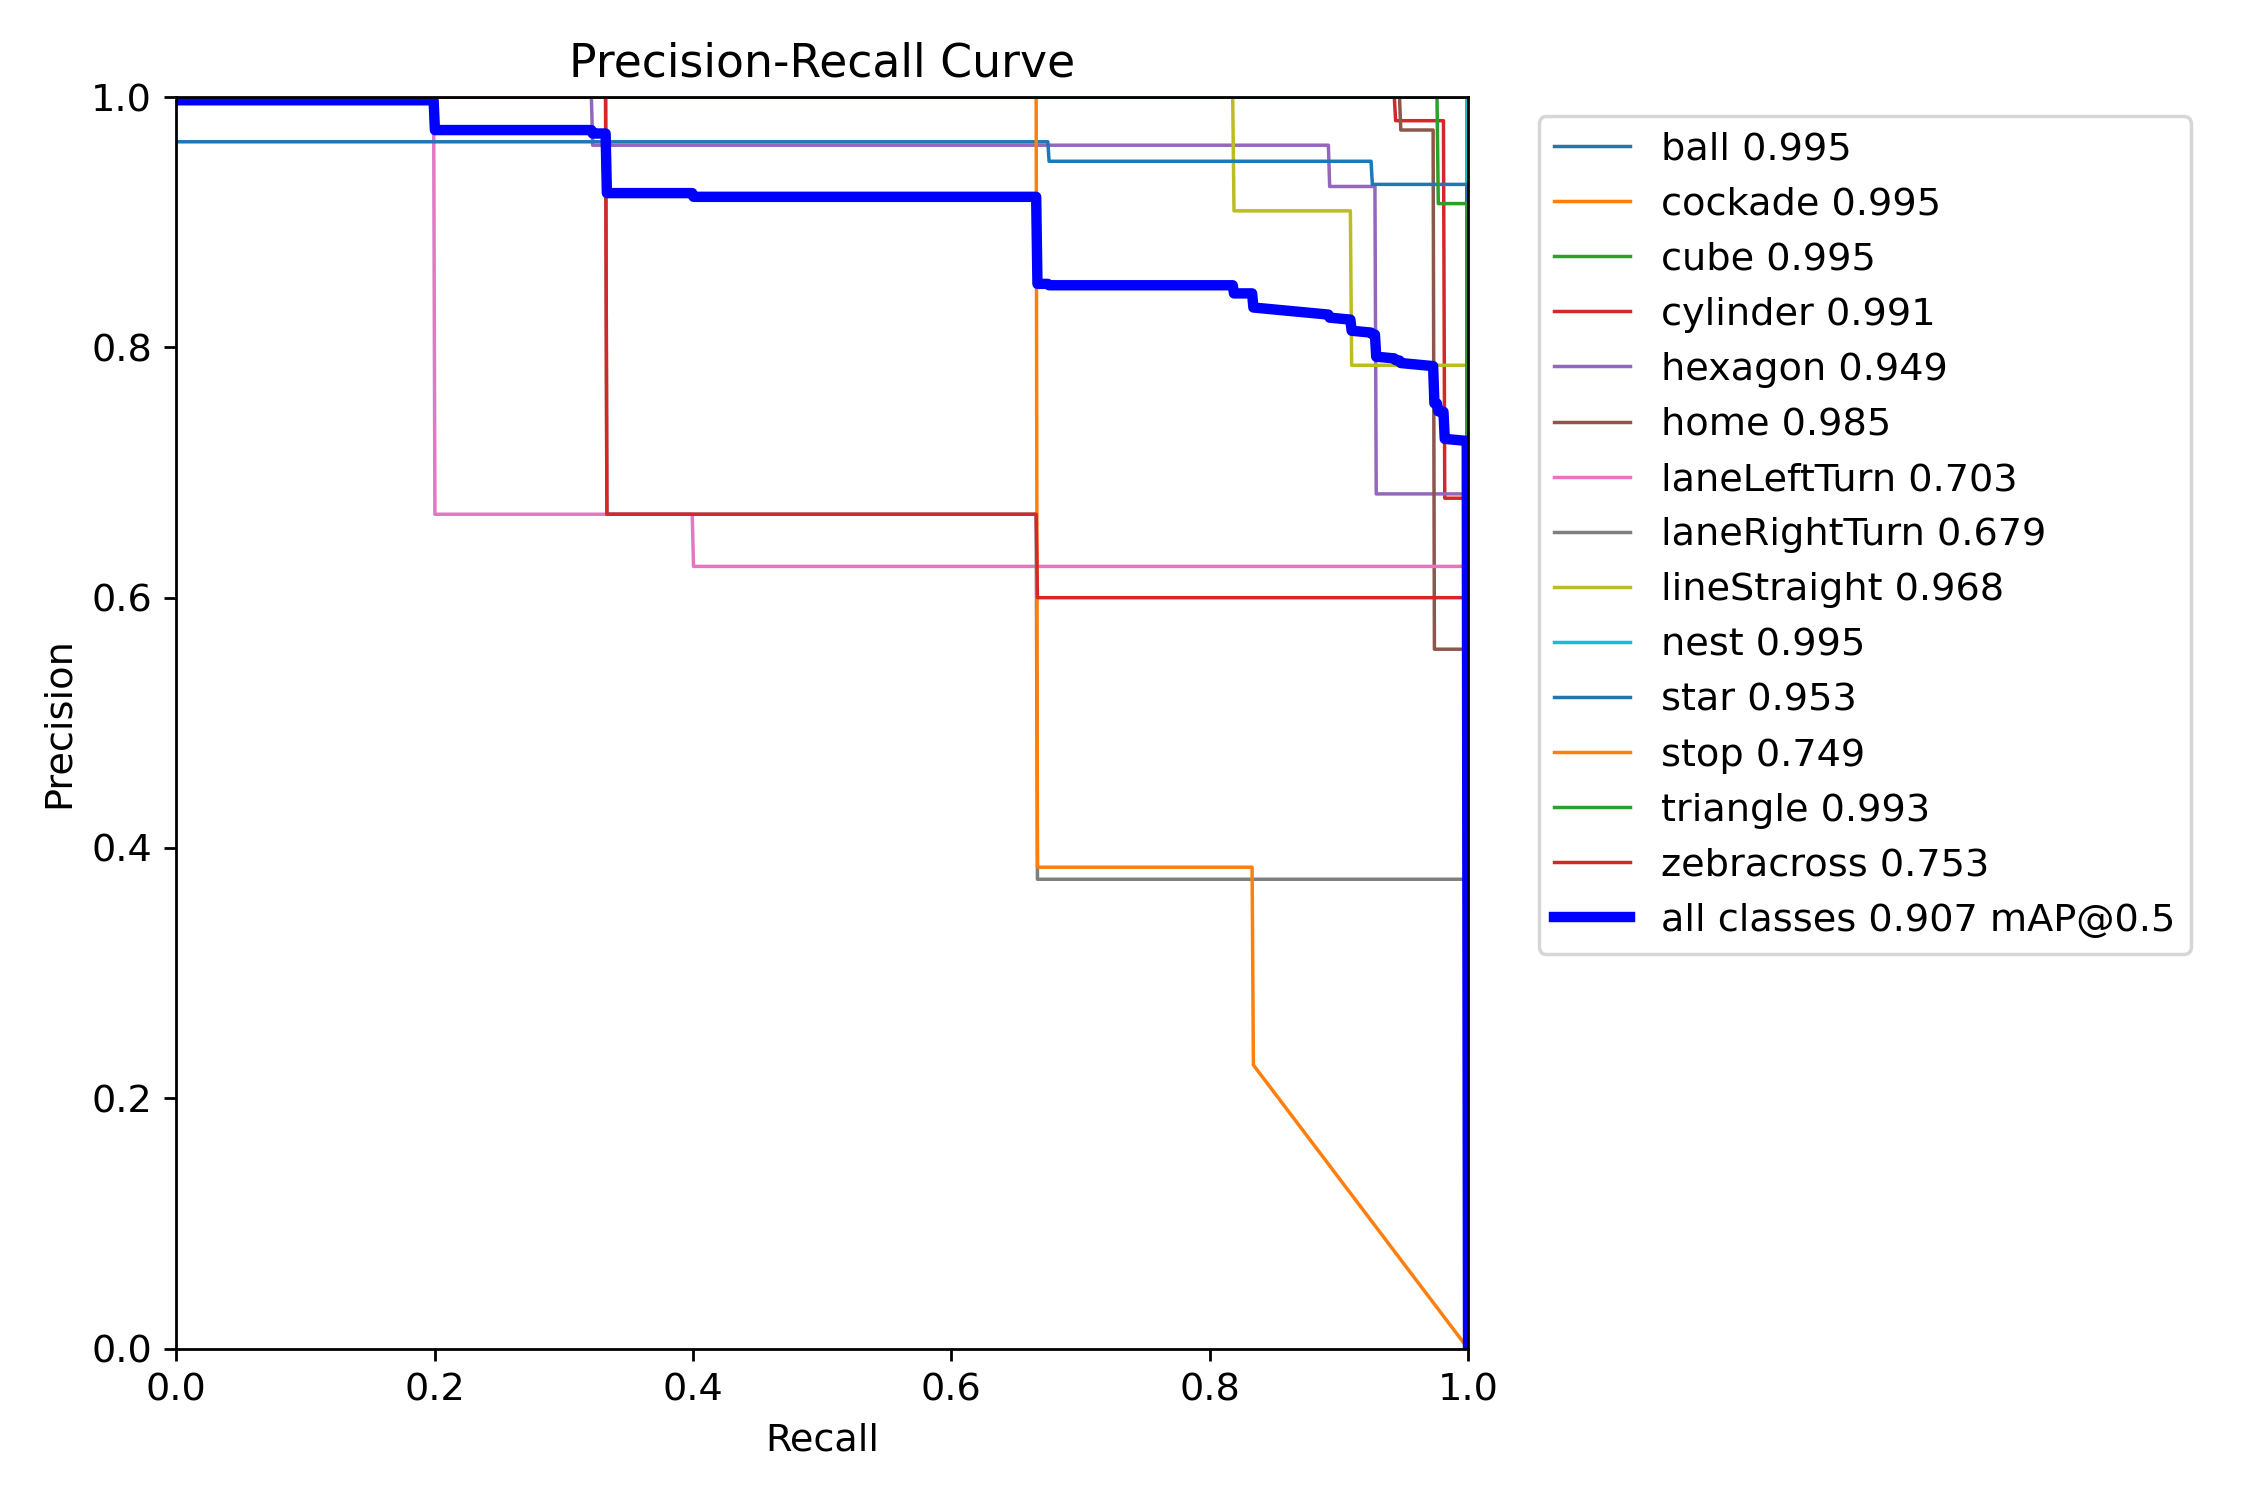 Precision-Recall Curve
1.0
0.8
0.6
0.4
0.2
0.0
Precision
0.0 0.2 0.4 0.6 0.8 1.0
Recall
ball 0.995
cockade 0.995
cube 0.995
cylinder 0.991
hexagon 0.949
home 0.985
laneLeftTurn 0.703
laneRightTurn 0.679
lineStraight 0.968
nest 0.995
star 0.953
stop 0.749
triangle 0.993
zebracross 0.753
all classes 0.907 mAP@0.5